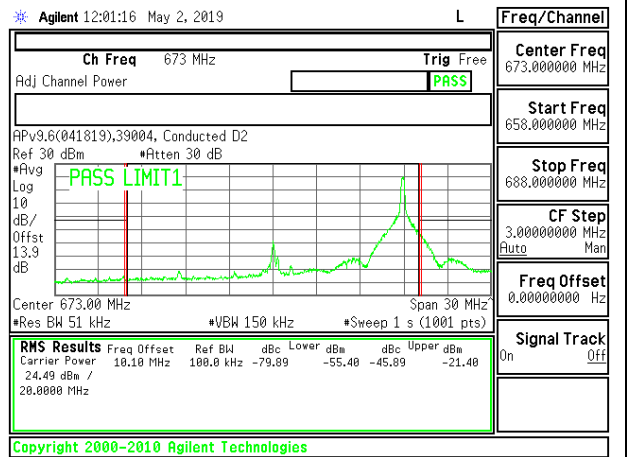 Agilent 12:01:16 May 2, 2019 L
Freq/Channel
Ch Freq 673 MHz Trig Free
Adj Channel Power PASS
Center Freq
673.000000 MHz
Start Freq
658.000000 MHz
Stop Freq
688.000000 MHz
CF Step
3.00000000 MHz
Auto Man
Freq Offset
0.00000000 Hz
Signal Track
On Off
APv9.6(041819),39004, Conducted D2
Ref 30 dBm #Atten 30 dB
#Avg
Log
10
dB/
Offst
13.9
dB
PASS LIMIT1
Center 673.00 MHz Span 30 MHz^
#Res BW 51 kHz #VBW 150 kHz #Sweep 1 s (1001 pts)
RMS Results Freq Offset Ref BW dBc Lower dBm dBc Upper dBm
Carrier Power 10.10 MHz 100.0 kHz -79.89 -55.40 -45.89 -21.40
24.49 dBm /
20.0000 MHz
Copyright 2000-2010 Agilent Technologies